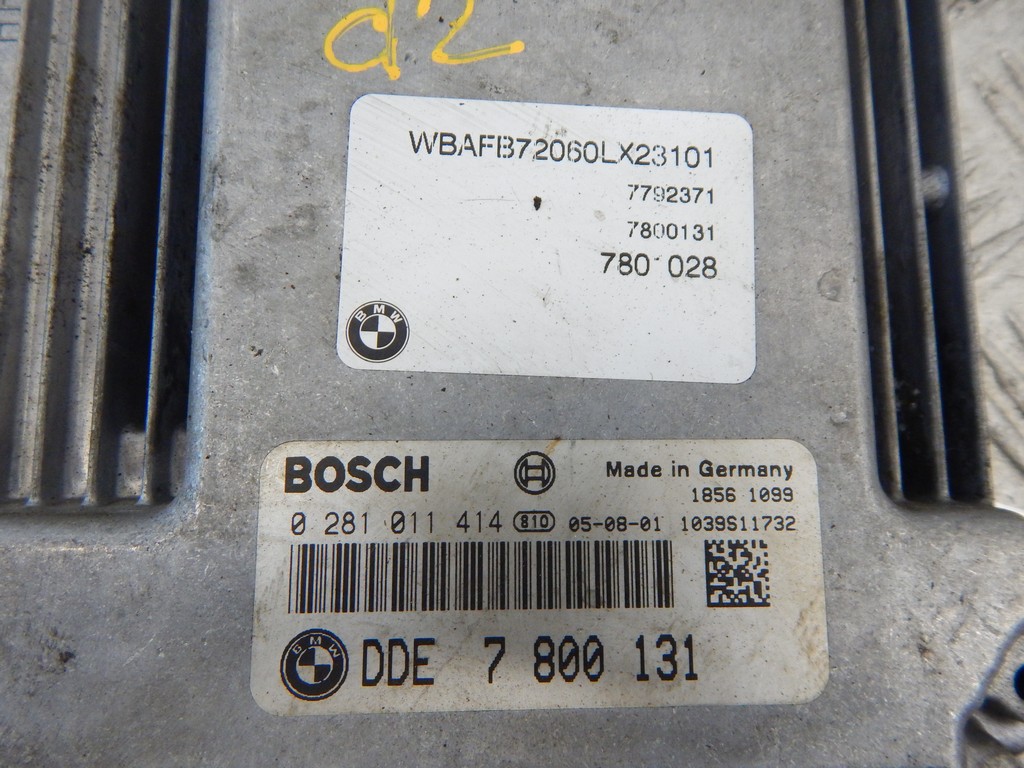 d2
WBAFB72060LX23101
7792371
7800131
780 028
BMW
BOSCH
Made in Germany
1856 1099
0 281 011 414 810 05-08-01 1039S11732
BMW DDE 7 800 131